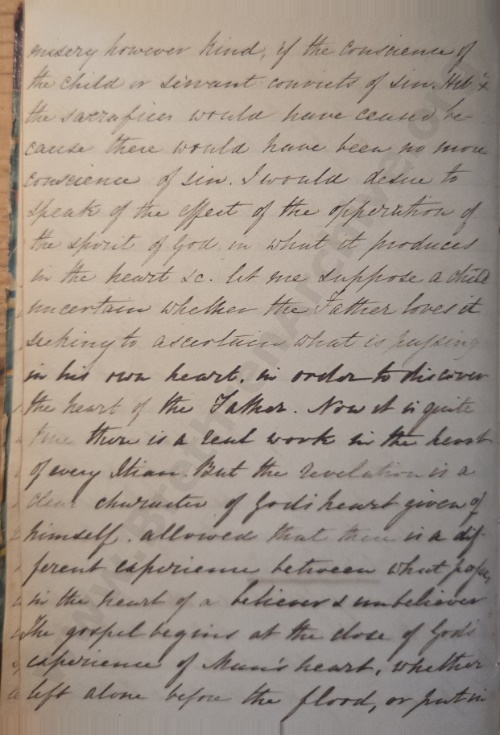 misery however kind, if the conscience of
the child or servant convicts of sin. Heb. X
the sacrafices would have ceased be
cause there would have been no more
conscience of sin. I would desire to
speak of the effect of the opperation of
the spirit of God in what it produces
in the heart &c. let me suppose a child
uncertain whether the Father loves it
seeking to ascertain what is passing
in his own heart. in order to discover
the heart of the Father. Now it is quite
true there is a real work in the heart
of every Xtian. But the revelation is a
clear character of God's heart given of
himself. allowed that there is a dif-
ferent experience between what passes
in the heart of a believer & unbeliever
The gospel begins at the close of God's
experience of Man's heart, whether
left alone before the flood, or put in
www.BrethrenArchive.org